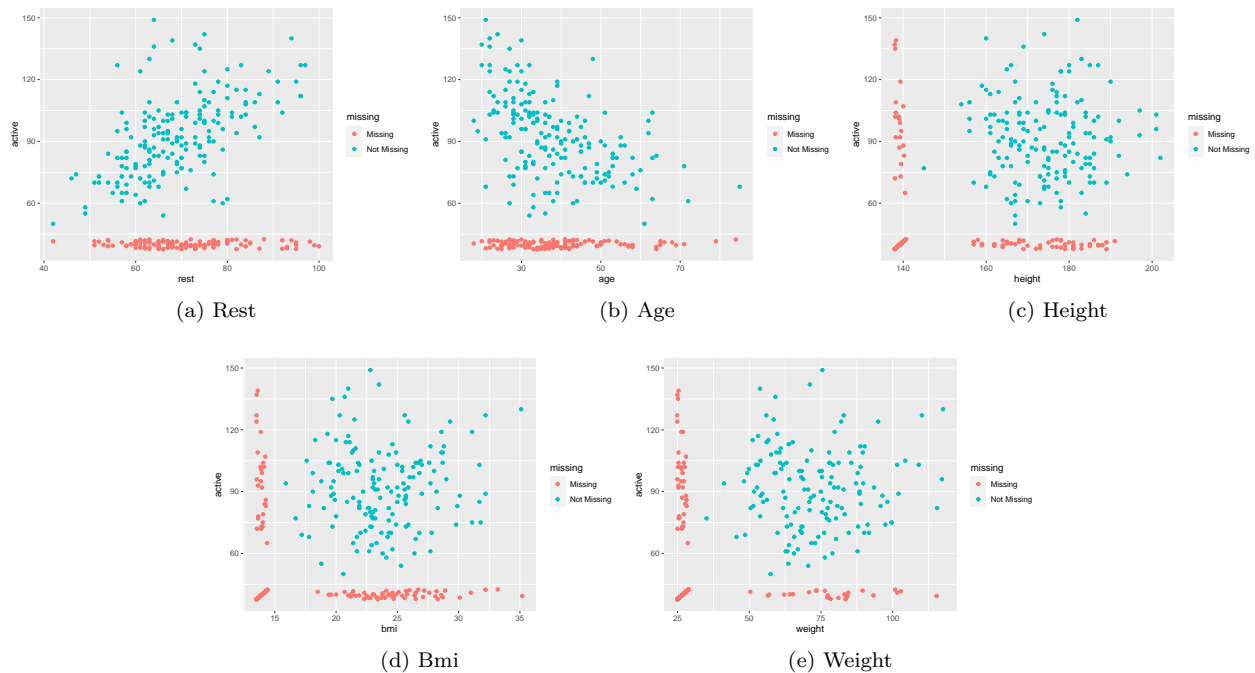 150
120
90
60
active
40
60
80
100
rest
missing
Missing
Not Missing
(a) Rest
150
120
90
60
active
30
50
70
age
missing
Missing
Not Missing
(b) Age
150
120
90
60
active
140
160
180
200
height
missing
Missing
Not Missing
(c) Height
150
120
90
60
active
15
20
25
30
35
bmi
missing
Missing
Not Missing
(d) Bmi
150
120
90
60
active
25
50
75
100
weight
missing
Missing
Not Missing
(e) Weight